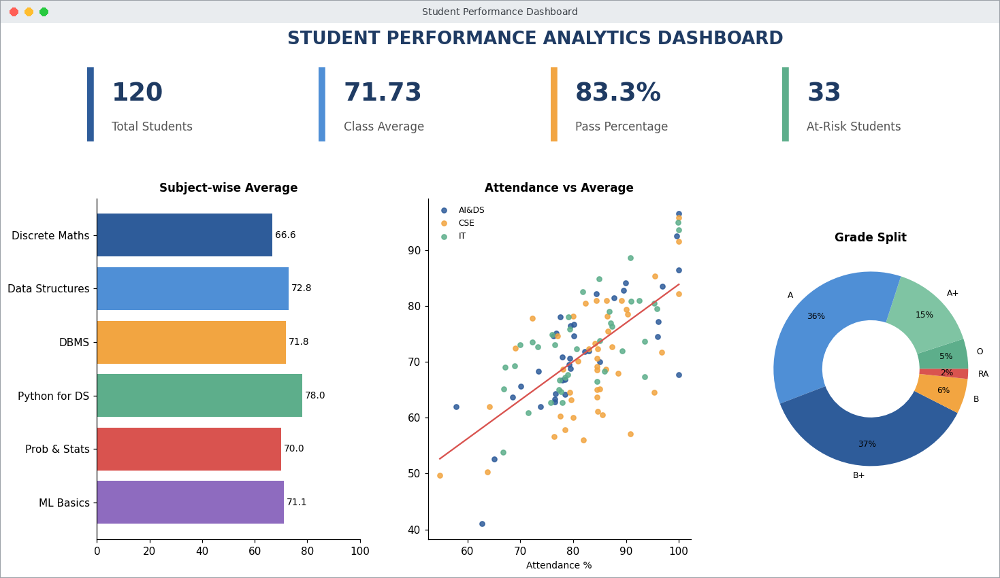 Student Performance Dashboard
STUDENT PERFORMANCE ANALYTICS DASHBOARD
120
Total Students
71.73
Class Average
83.3%
Pass Percentage
33
At-Risk Students
Subject-wise Average
Discrete Maths
66.6
Data Structures
72.8
DBMS
71.8
Python for DS
78.0
Prob & Stats
70.0
ML Basics
71.1
0 20 40 60 80 100
Attendance vs Average
AI&DS
CSE
IT
90
80
70
60
50
40
60 70 80 90 100
Attendance %
Grade Split
A
36%
A+
15%
O
5%
RA
2%
B
6%
B+
37%